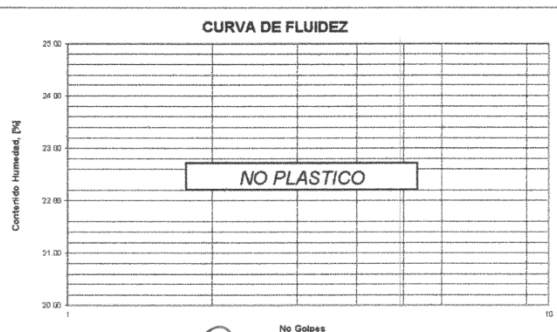 CURVA DE FLUIDEZ
25.00
24.00
23.00
22.00
21.00
20.00
Contenido Humedad, [%]
NO PLASTICO
1
10
No Golpes